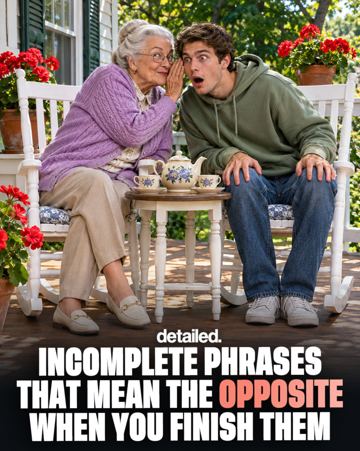 detailed.
INCOMPLETE PHRASES
THAT MEAN THE OPPOSITE
WHEN YOU FINISH THEM